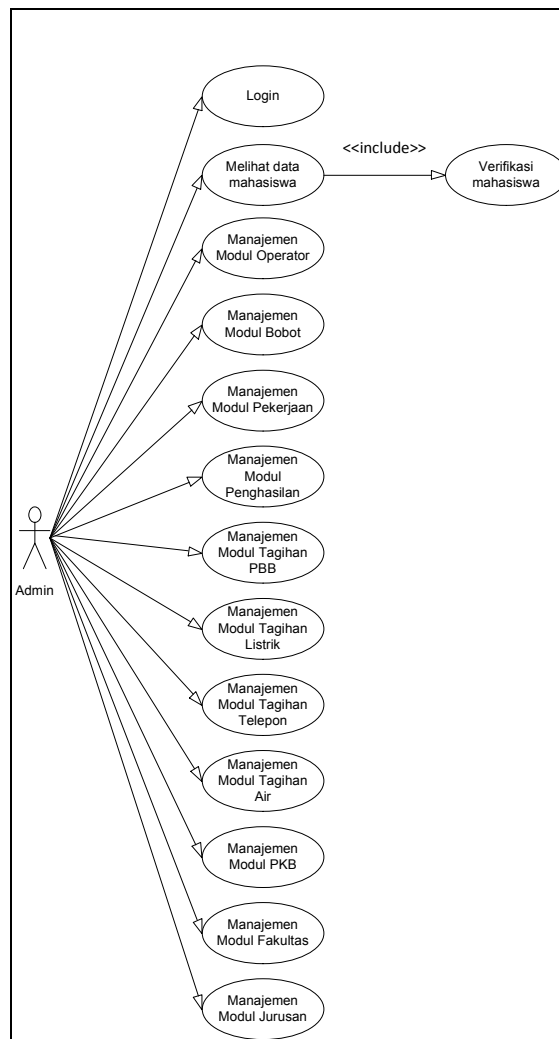 Login
<<include>>
Melihat data
mahasiswa
Verifikasi
mahasiswa
Manajemen
Modul Operator
Manajemen
Modul Bobot
Manajemen
Modul Pekerjaan
Manajemen
Modul
Penghasilan
Manajemen
Modul Tagihan
PBB
Admin
Manajemen
Modul Tagihan
Listrik
Manajemen
Modul Tagihan
Telepon
Manajemen
Modul Tagihan
Air
Manajemen
Modul PKB
Manajemen
Modul Fakultas
Manajemen
Modul Jurusan